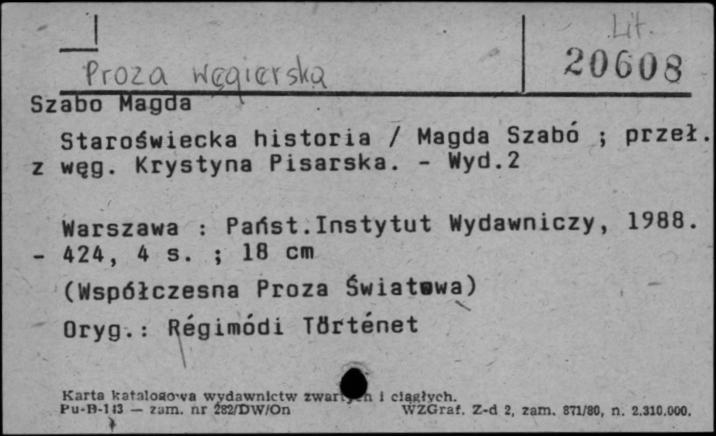 Lit.
20608
Proza węgierska
Szabo Magda
Staroświecka historia / Magda Szabó ; przeł.
z węg. Krystyna Pisarska. - Wyd.2
Warszawa : Państ.Instytut Wydawniczy, 1988.
- 424, 4 s. ; 18 cm
(Współczesna Proza Światowa)
Oryg.: Régimódi Történet
Karta katalogowa wydawnictw zwartych i ciągłych.
Pu-B-113 — zam. nr 282/DW/On WZGraf. Z-d 2, zam. 871/80, n. 2.310.000.